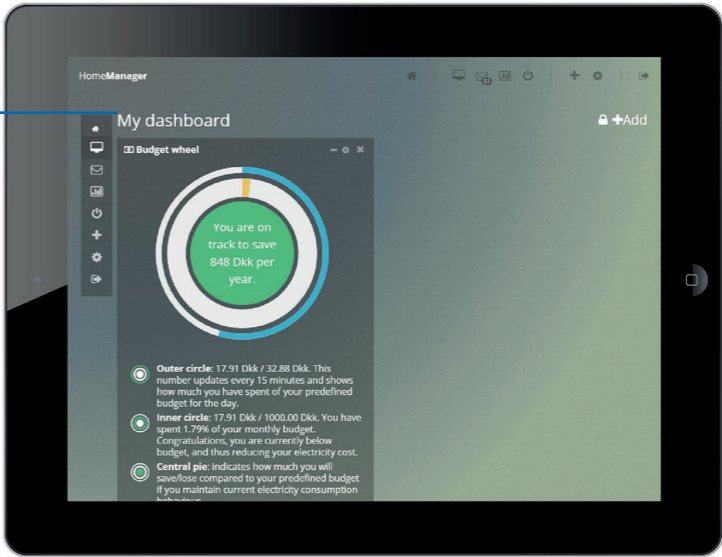 HomeManager
My dashboard
Add
Budget wheel
You are on
track to save
848 Dkk per
year.
Outer circle: 17.91 Dkk / 32.88 Dkk. This
number updates every 15 minutes and shows
how much you have spent of your predefined
budget for the day.
Inner circle: 17.91 Dkk / 1000.00 Dkk. You have
spent 1.79% of your monthly budget.
Congratulations, you are currently below
budget, and thus reducing your electricity cost.
Central pie: indicates how much you will
save/lose compared to your predefined budget
if you maintain current electricity consumption
behaviour.